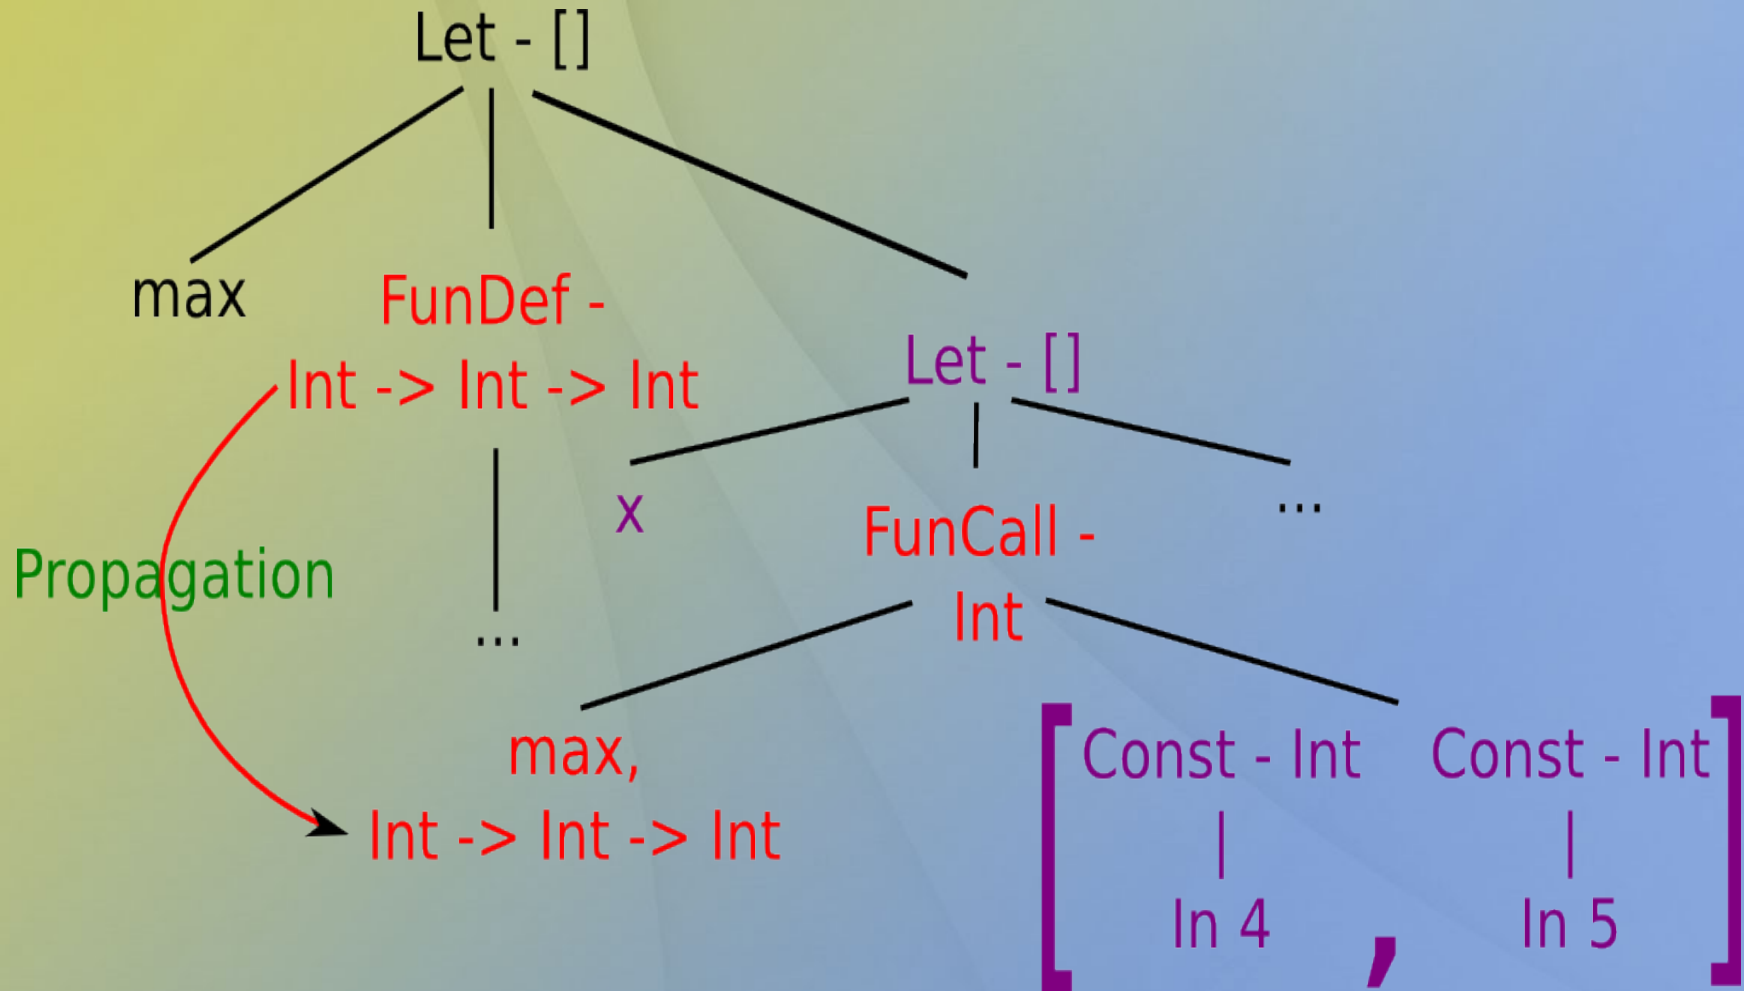 Let - []
max
FunDef -
Int -> Int -> Int
Let - []
x
FunCall -
Int
...
Propagation
...
max,
Int -> Int -> Int
[Const - Int Const - Int]
In 4 , In 5